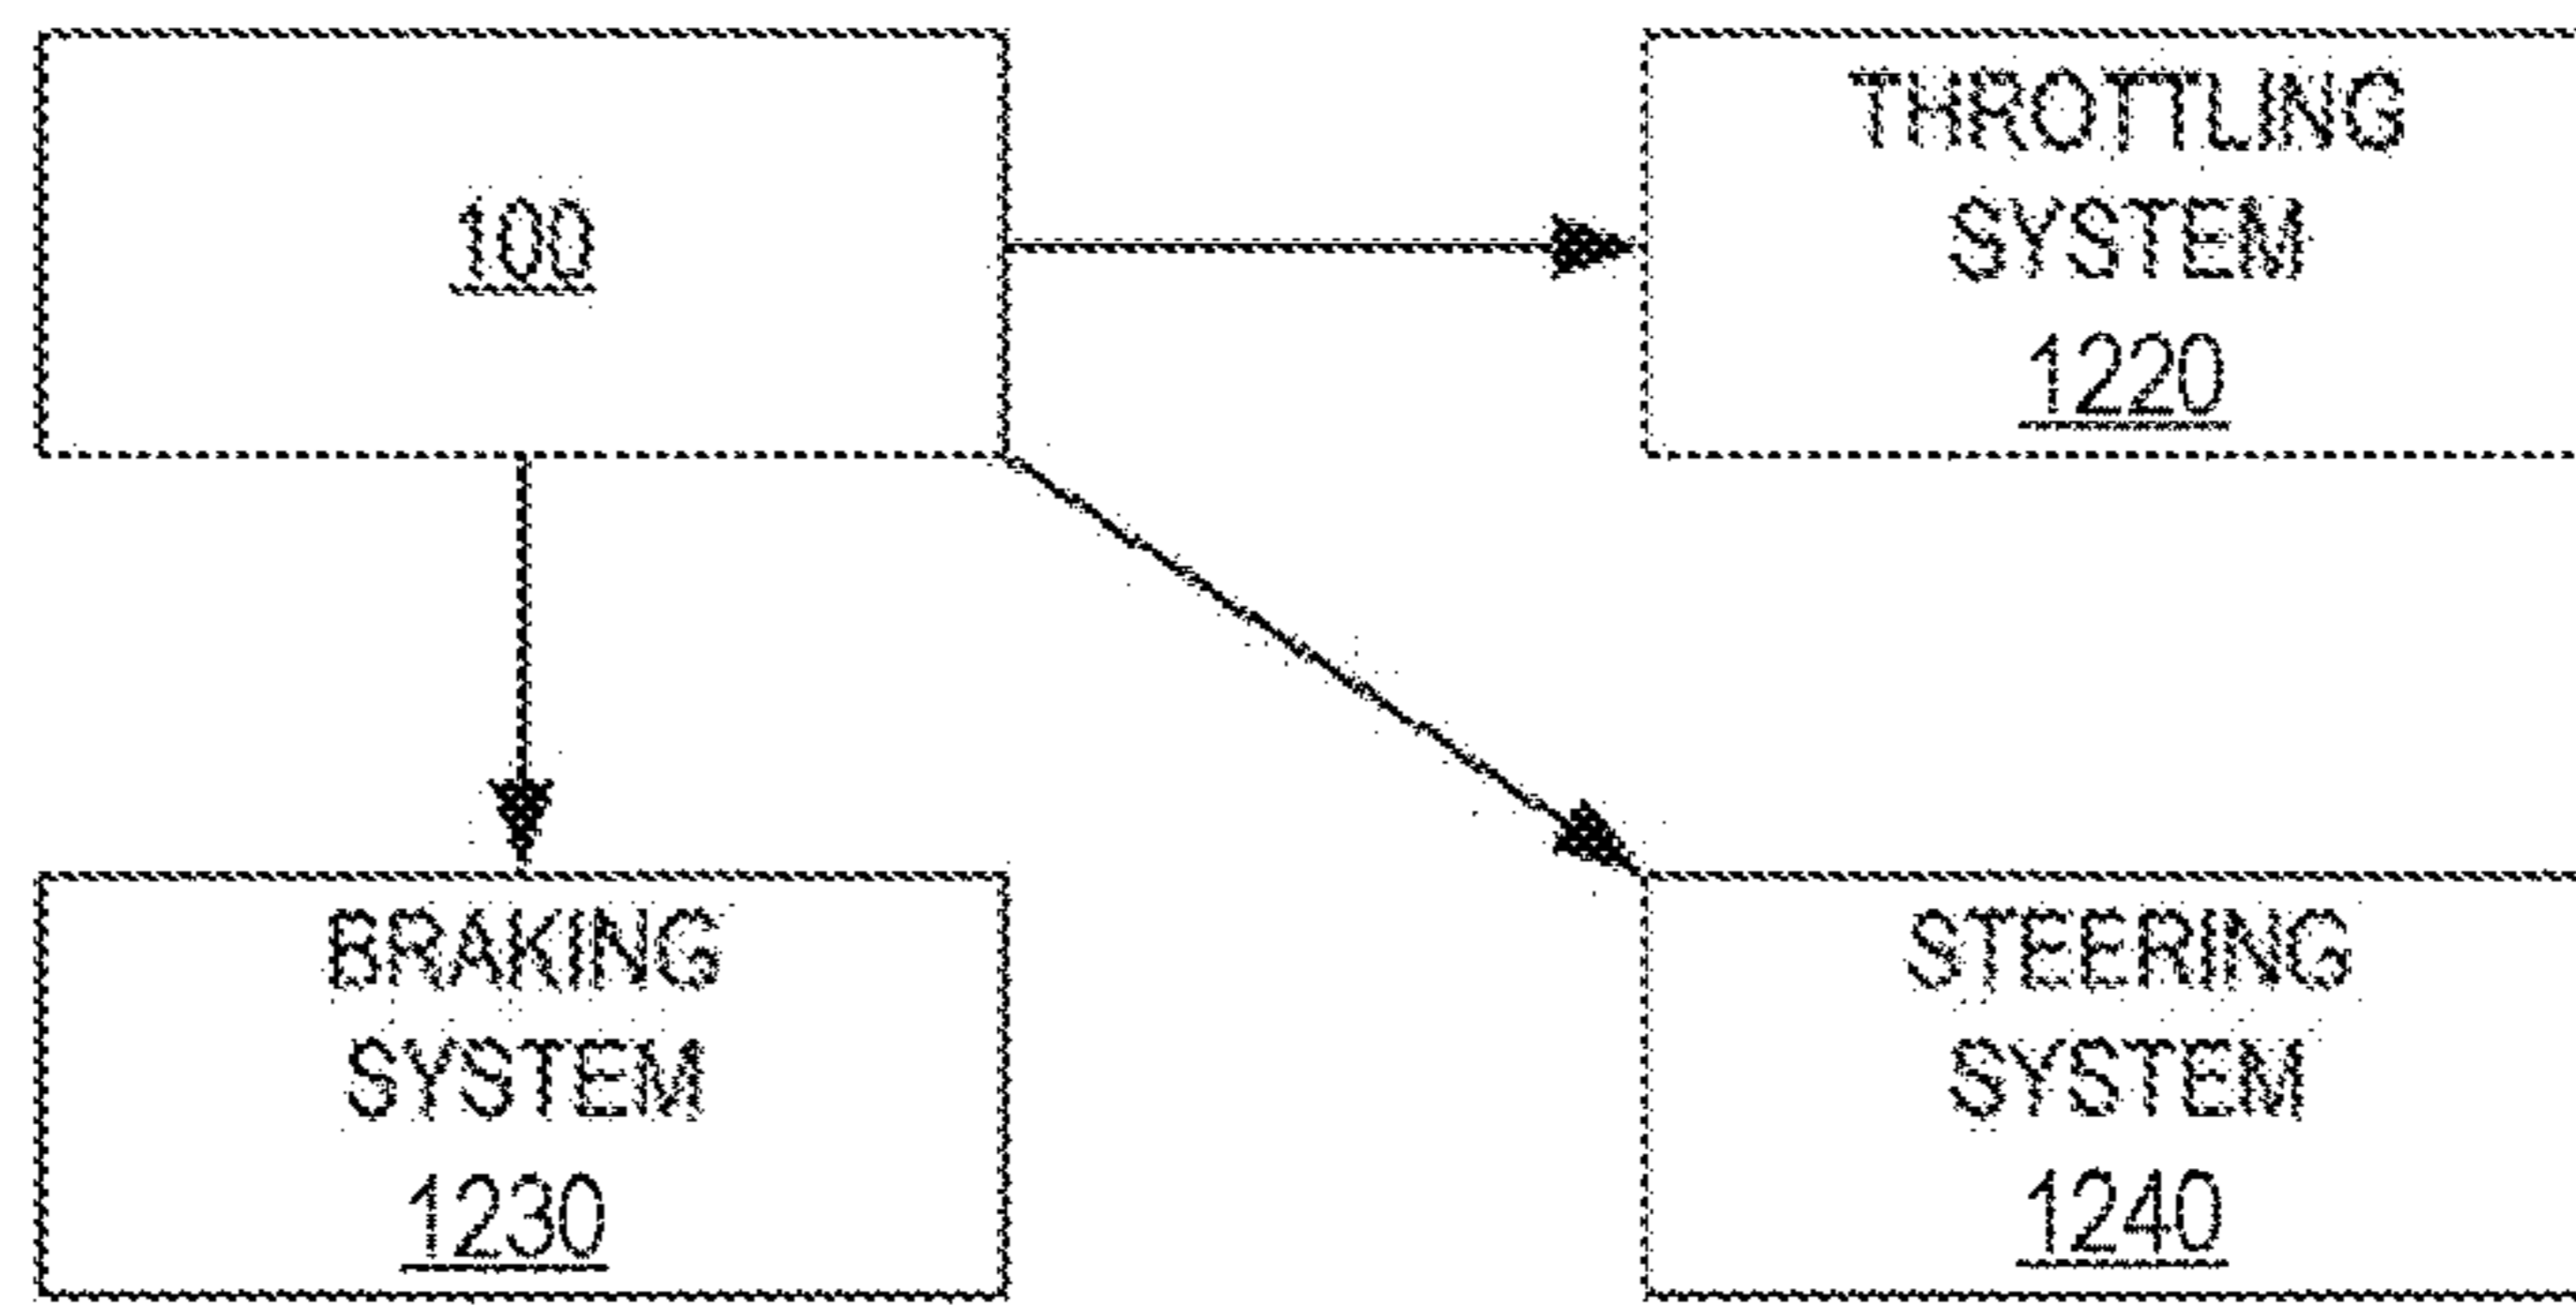 100
THROTTLING
SYSTEM
1220
BRAKING
SYSTEM
1230
STEERING
SYSTEM
1240